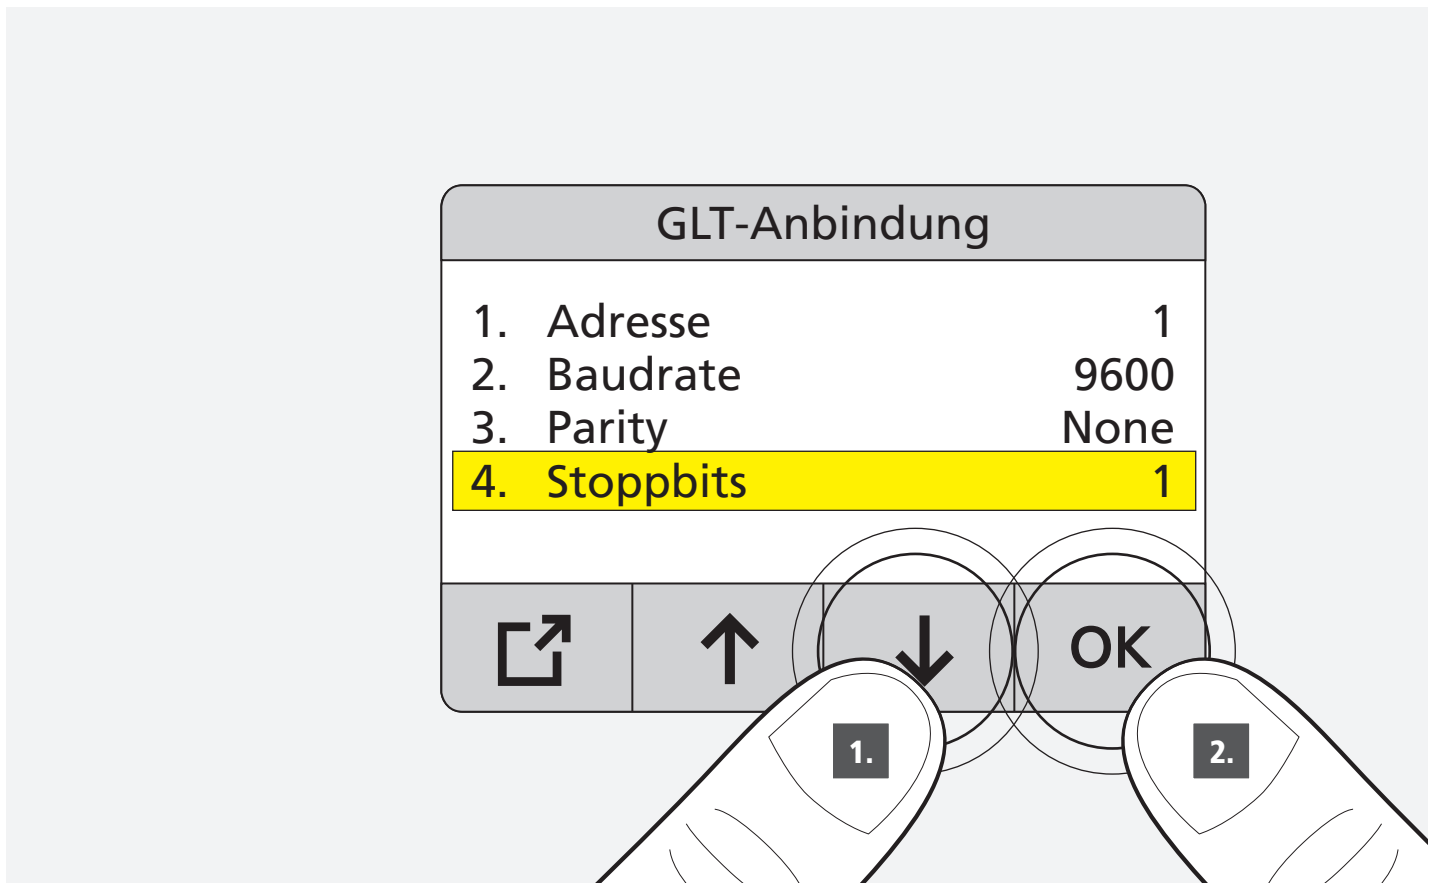 GLT-Anbindung
1. Adresse 1
2. Baudrate 9600
3. Parity None
4. Stoppbits 1
OK
1. 2.